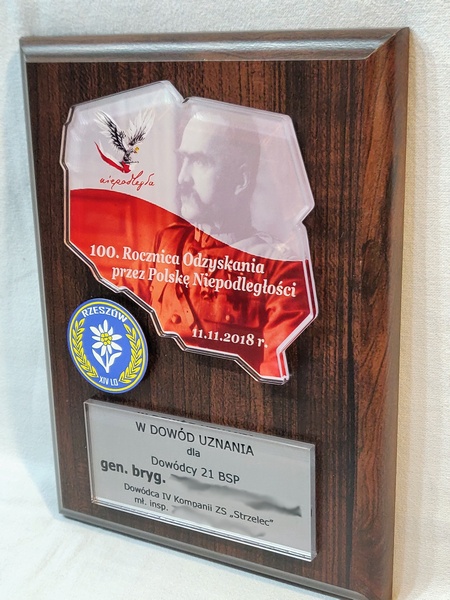 niepodległa
100. Rocznica Odzyskania
przez Polskę Niepodległości
11.11.2018 r.
RZESZÓW
XIV LO
W DOWÓD UZNANIA
dla
Dowódcy 21 BSP
gen. bryg.
Dowódca IV Kompanii ZS „Strzelec”
mł. insp.